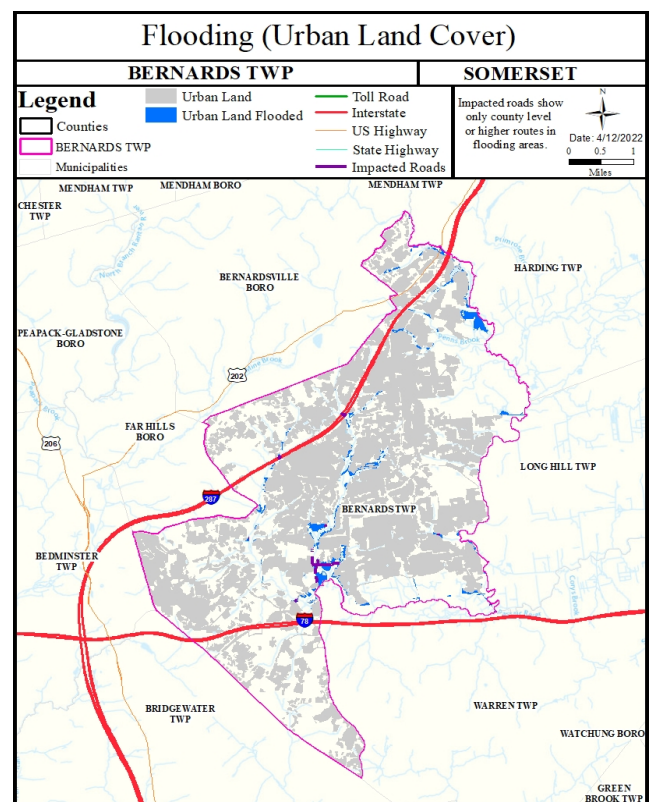 Flooding (Urban Land Cover)
BERNARDS TWP
SOMERSET
Legend
Counties
BERNARDS TWP
Municipalities
Urban Land
Urban Land Flooded
Toll Road
Interstate
US Highway
State Highway
Impacted Roads
Impacted roads show
only county level
or higher routes in
flooding areas.
N
Date: 4/12/2022
0 0.5 1
Miles
MENDHAM TWP
MENDHAM BORO
MENDHAM TWP
CHESTER
TWP
HARDING TWP
BERNARDSVILLE
BORO
PEAPACK-GLADSTONE
BORO
202
FAR HILLS
BORO
206
LONG HILL TWP
287
BERNARDS TWP
BEDMINSTER
TWP
78
BRIDGEWATER
TWP
WARREN TWP
WATCHUNG BORO
GREEN
BROOK TWP